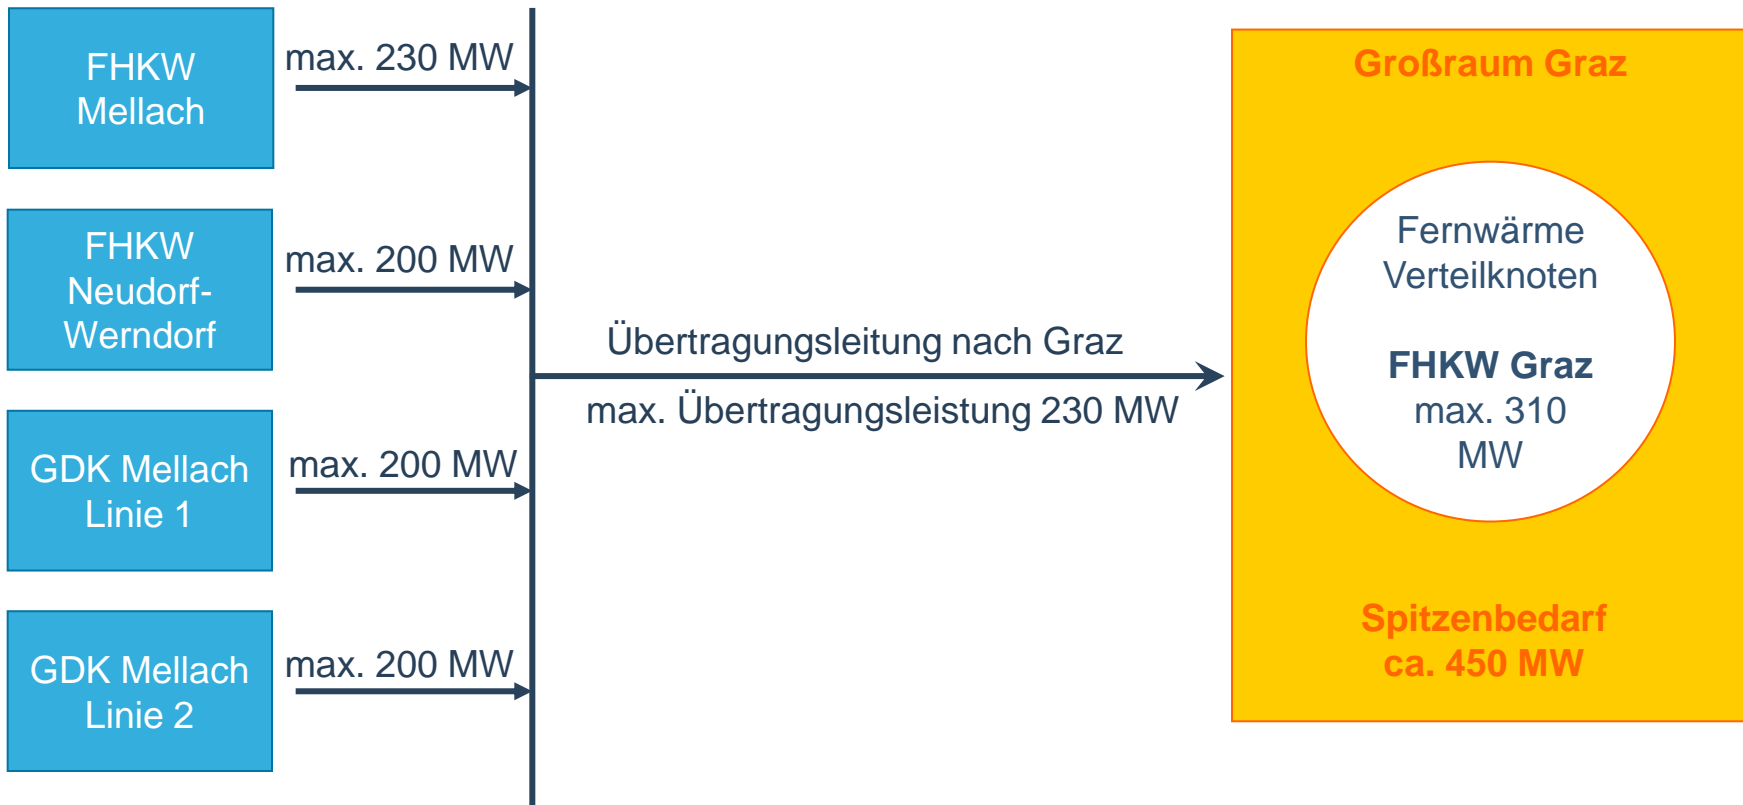 FHKW
Mellach
max. 230 MW
FHKW
Neudorf-
Werndorf
max. 200 MW
GDK Mellach
Linie 1
max. 200 MW
GDK Mellach
Linie 2
max. 200 MW
Übertragungsleitung nach Graz
max. Übertragungsleistung 230 MW
Großraum Graz
Fernwärme
Verteilknoten
FHKW Graz
max. 310
MW
Spitzenbedarf
ca. 450 MW